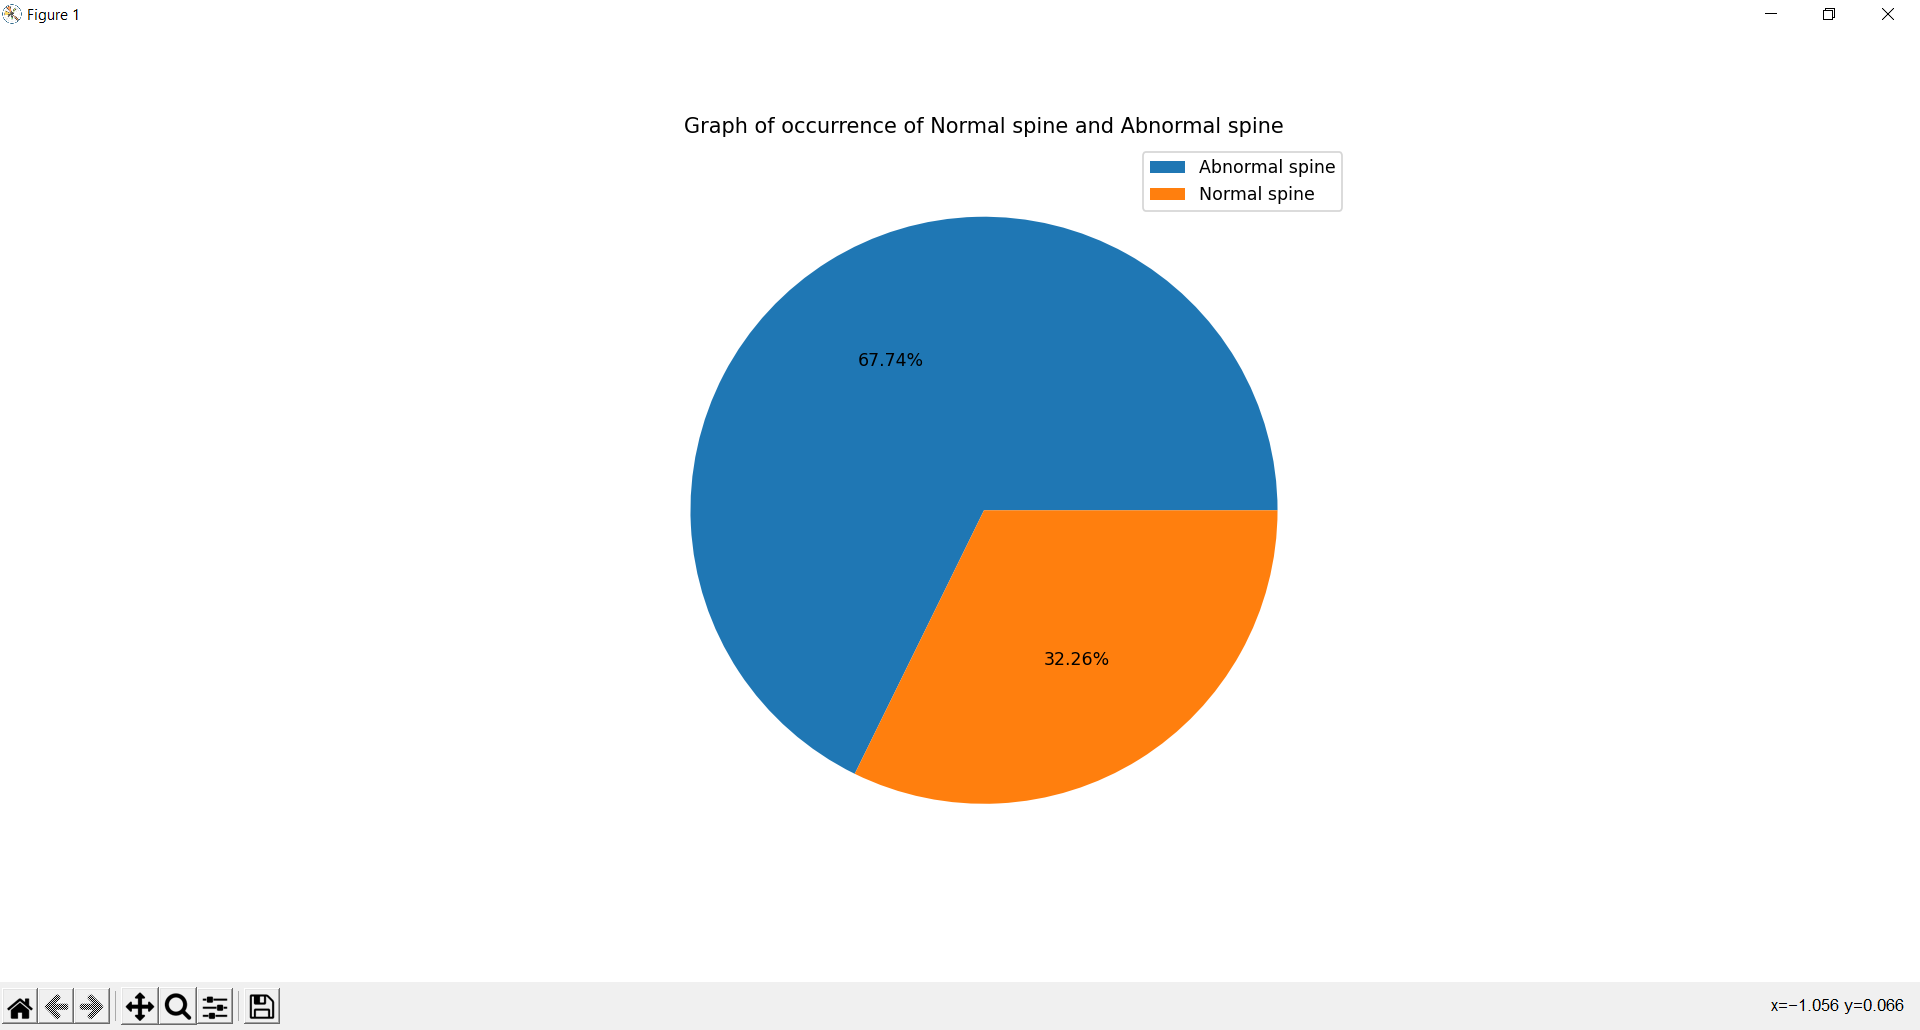 Figure 1
Graph of occurrence of Normal spine and Abnormal spine
Abnormal spine
Normal spine
67.74%
32.26%
x=−1.056 y=0.066